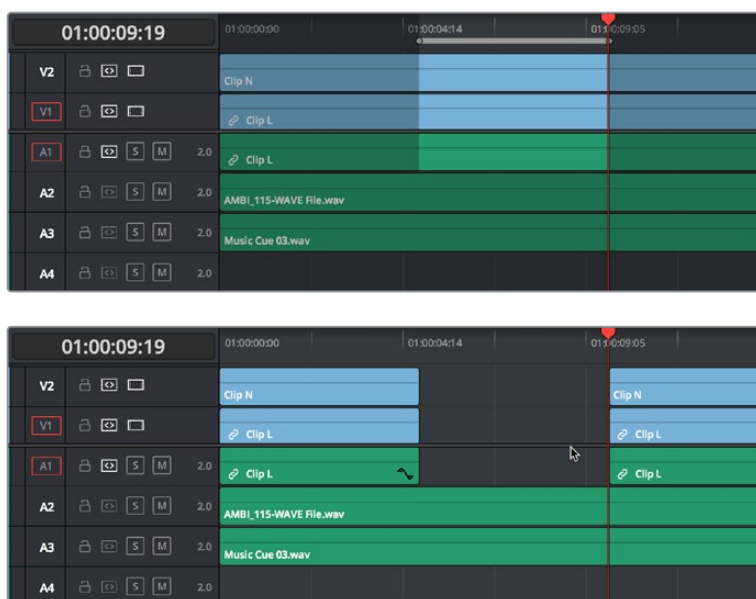 01:00:09:19 01:00:00:00 01:00:04:14 01:00:09:05
V2 Clip N
V1 Clip L
A1 S M 2.0 Clip L
A2 S M 2.0 AMBI_115-WAVE File.wav
A3 S M 2.0 Music Cue 03.wav
A4 S M 2.0
01:00:09:19 01:00:00:00 01:00:04:14 01:00:09:05
V2 Clip N Clip N
V1 Clip L Clip L
A1 S M 2.0 Clip L Clip L
A2 S M 2.0 AMBI_115-WAVE File.wav
A3 S M 2.0 Music Cue 03.wav
A4 S M 2.0